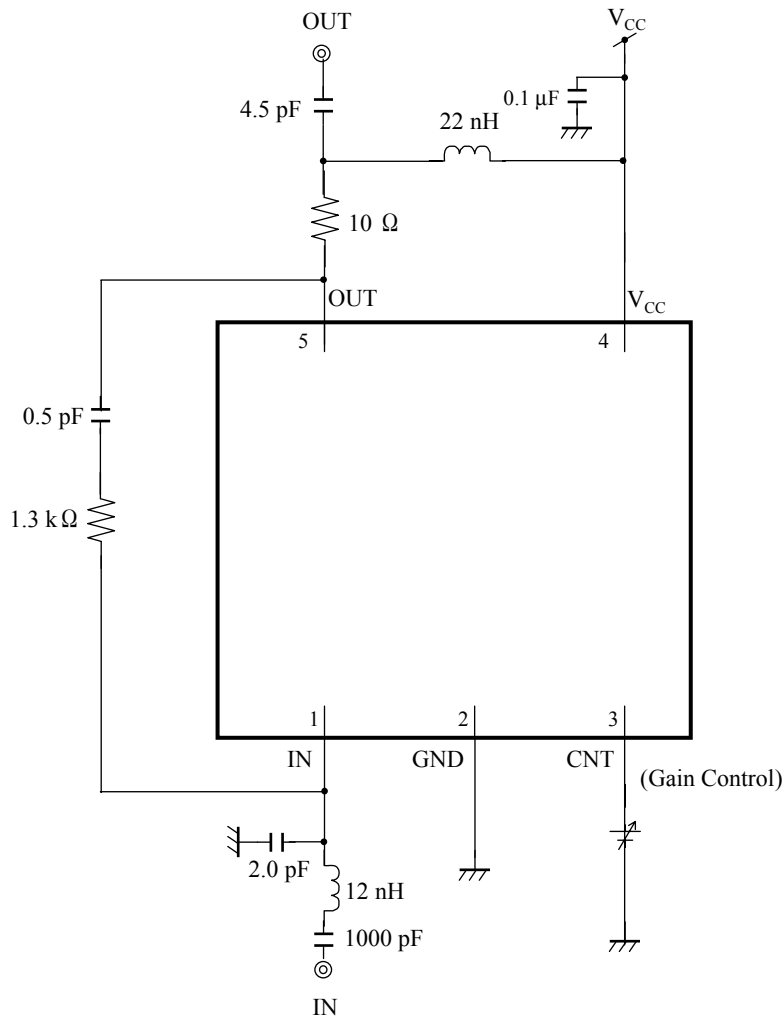 OUT
V_CC
4.5 pF
0.1 μF
22 nH
10 Ω
OUT
V_CC
5
4
0.5 pF
1.3 kΩ
1
2
3
IN
GND
CNT
(Gain Control)
2.0 pF
12 nH
1000 pF
IN